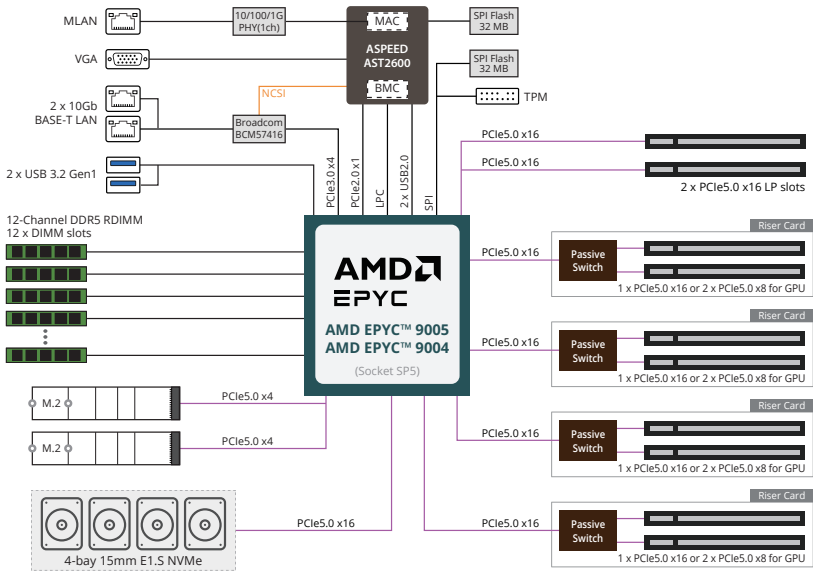 MLAN
10/100/1G
PHY(1ch)
MAC
SPI Flash
32 MB
VGA
ASPEED
AST2600
SPI Flash
32 MB
BMC
NCSI
TPM
2 x 10Gb
BASE-T LAN
Broadcom
BCM57416
2 x USB 3.2 Gen1
PCIe3.0 x4
PCIe2.0 x1
LPC
2 x USB2.0
SPI
PCIe5.0 x16
PCIe5.0 x16
2 x PCIe5.0 x16 LP slots
12-Channel DDR5 RDIMM
12 x DIMM slots
AMD
EPYC
AMD EPYC™ 9005
AMD EPYC™ 9004
(Socket SP5)
Riser Card
PCIe5.0 x16
Passive
Switch
1 x PCIe5.0 x16 or 2 x PCIe5.0 x8 for GPU
Riser Card
PCIe5.0 x16
Passive
Switch
1 x PCIe5.0 x16 or 2 x PCIe5.0 x8 for GPU
M.2
PCIe5.0 x4
M.2
PCIe5.0 x4
Riser Card
PCIe5.0 x16
Passive
Switch
1 x PCIe5.0 x16 or 2 x PCIe5.0 x8 for GPU
PCIe5.0 x16
4-bay 15mm E1.S NVMe
Riser Card
PCIe5.0 x16
Passive
Switch
1 x PCIe5.0 x16 or 2 x PCIe5.0 x8 for GPU